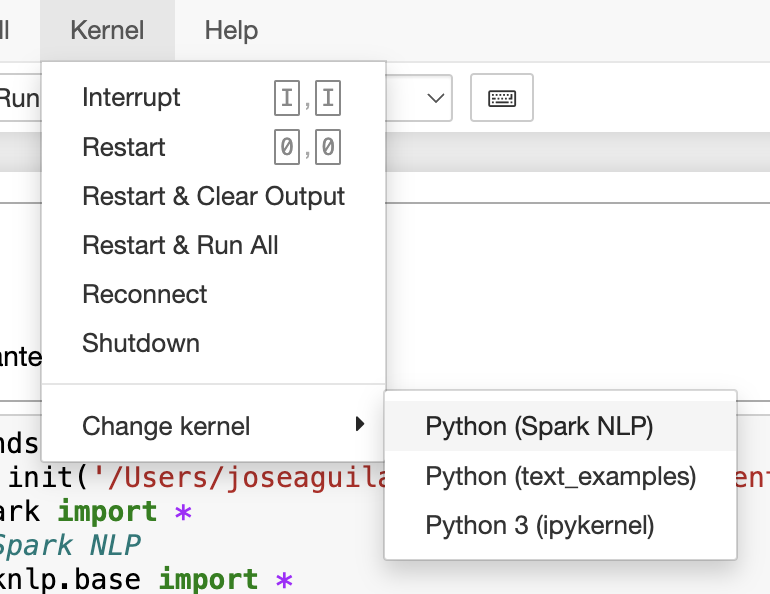 ll Kernel Help
Run
Interrupt I,I
Restart 0,0
Restart & Clear Output
Restart & Run All
Reconnect
Shutdown
ante
Change kernel
Python (Spark NLP)
Python (text_examples)
Python 3 (ipykernel)
nds
init('/Users/joseaguila ent
ark import *
Spark NLP
knlp.base import *